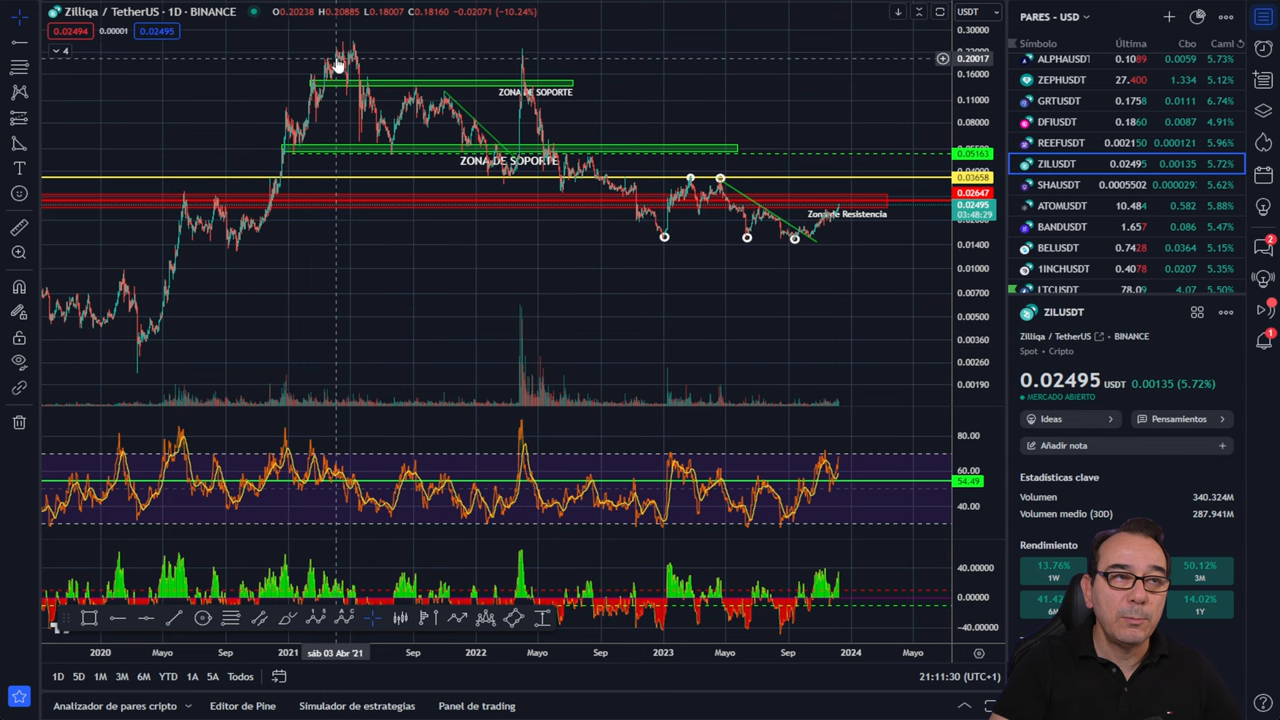 Zilliqa / TetherUS · 1D · BINANCE
O0.20238 H0.20885 L0.18007 C0.18160 −0.02071 (−10.24%)
0.02494 0.00001 0.02495
4
USDT
0.30000
0.20017
0.16000
0.11000
0.08000
0.05163
0.03658
0.02647
0.02495
03:48:29
0.01400
0.01000
0.00700
0.00500
0.00360
0.00260
0.00190
ZONA DE SOPORTE
ZONA DE SOPORTE
Zona de Resistencia
80.00
60.00
54.49
40.00
40.00000
0.00000
−40.00000
2020 Mayo Sep 2021 sáb 03 Abr '21 Sep 2022 Mayo Sep 2023 Mayo Sep 2024 Mayo
1D 5D 1M 3M 6M YTD 1A 5A Todos
21:11:30 (UTC+1)
Analizador de pares cripto Editor de Pine Simulador de estrategias Panel de trading
PARES - USD
Símbolo Última Cbo Caml
ALPHAUSDT 0.1089 0.0059 5.73%
ZEPHUSDT 27.400 1.334 5.12%
GRTUSDT 0.1758 0.0111 6.74%
DFIUSDT 0.0187 0.0087 4.91%
REEFUSDT 0.002150 0.000121 5.96%
ZILUSDT 0.02495 0.00135 5.72%
SHAUSDT 0.0005502 0.000029 5.62%
ATOMUSDT 10.484 0.582 5.88%
BANDUSDT 1.657 0.086 5.47%
BELUSDT 0.7428 0.0364 5.15%
1INCHUSDT 0.4078 0.0207 5.35%
LTCUSDT 78.09 4.07 5.50%
ZILUSDT
Zilliqa / TetherUS BINANCE
Spot • Cripto
0.02495 USDT 0.00135 (5.72%)
MERCADO ABIERTO
Ideas Pensamientos
Añadir nota
Estadísticas clave
Volumen 340.324M
Volumen medio (30D) 287.941M
Rendimiento
13.76% 50.12%
1W 3M
41.42 14.02%
6M 1Y
2
1